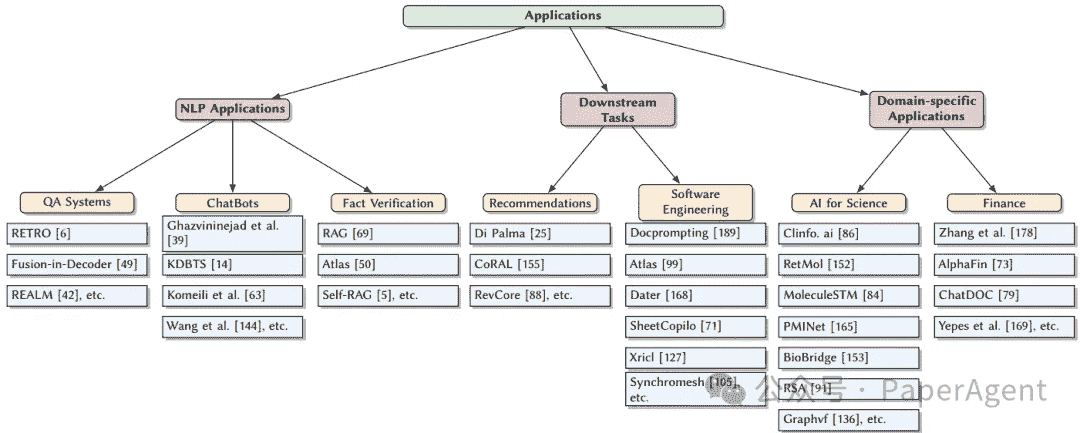 Applications
NLP Applications
Downstream
Tasks
Domain-specific
Applications
QA Systems
RETRO [6]
Fusion-in-Decoder [49]
REALM [42], etc.
ChatBots
Ghazvininejad et al.
[39]
KDBTS [14]
Komeili et al. [63]
Wang et al. [144], etc.
Fact Verification
RAG [69]
Atlas [50]
Self-RAG [5], etc.
Recommendations
Di Palma [25]
CoRAL [155]
RevCore [88], etc.
Software
Engineering
Docprompting [189]
Atlas [99]
Dater [168]
SheetCopilo [71]
Xricl [127]
Synchromesh [105],
etc.
AI for Science
Clinfo. ai [86]
RetMol [152]
MoleculeSTM [84]
PMINet [165]
BioBridge [153]
RSA [91]
Graphvf [136], etc.
Finance
Zhang et al. [178]
AlphaFin [73]
ChatDOC [79]
Yepes et al. [169], etc.
公众号 · PaperAgent